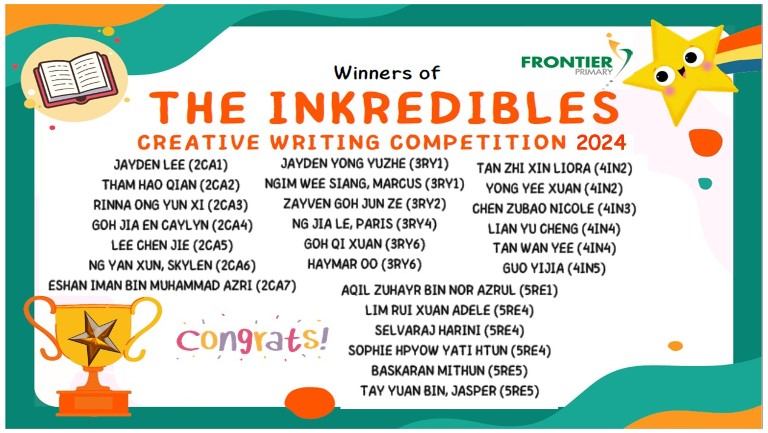 FRONTIER
PRIMARY
Winners of
THE INKREDIBLES
CREATIVE WRITING COMPETITION 2024
JAYDEN LEE (2CA1)
THAM HAO QIAN (2CA2)
RINNA ONG YUN XI (2CA3)
GOH JIA EN CAYLYN (2CA4)
LEE CHEN JIE (2CA5)
NG YAN XUN, SKYLEN (2CA6)
ESHAN IMAN BIN MUHAMMAD AZRI (2CA7)
JAYDEN YONG YUZHE (3RY1)
NGIM WEE SIANG, MARCUS (3RY1)
ZAYVEN GOH JUN ZE (3RY2)
NG JIA LE, PARIS (3RY4)
GOH QI XUAN (3RY6)
HAYMAR OO (3RY6)
TAN ZHI XIN LIORA (4IN2)
YONG YEE XUAN (4IN2)
CHEN ZUBAO NICOLE (4IN3)
LIAN YU CHENG (4IN4)
TAN WAN YEE (4IN4)
GUO YIJIA (4IN5)
AQIL ZUHAYR BIN NOR AZRUL (5RE1)
LIM RUI XUAN ADELE (5RE4)
SELVARAJ HARINI (5RE4)
SOPHIE HPYOW YATI HTUN (5RE4)
BASKARAN MITHUN (5RE5)
TAY YUAN BIN, JASPER (5RE5)
congrats!